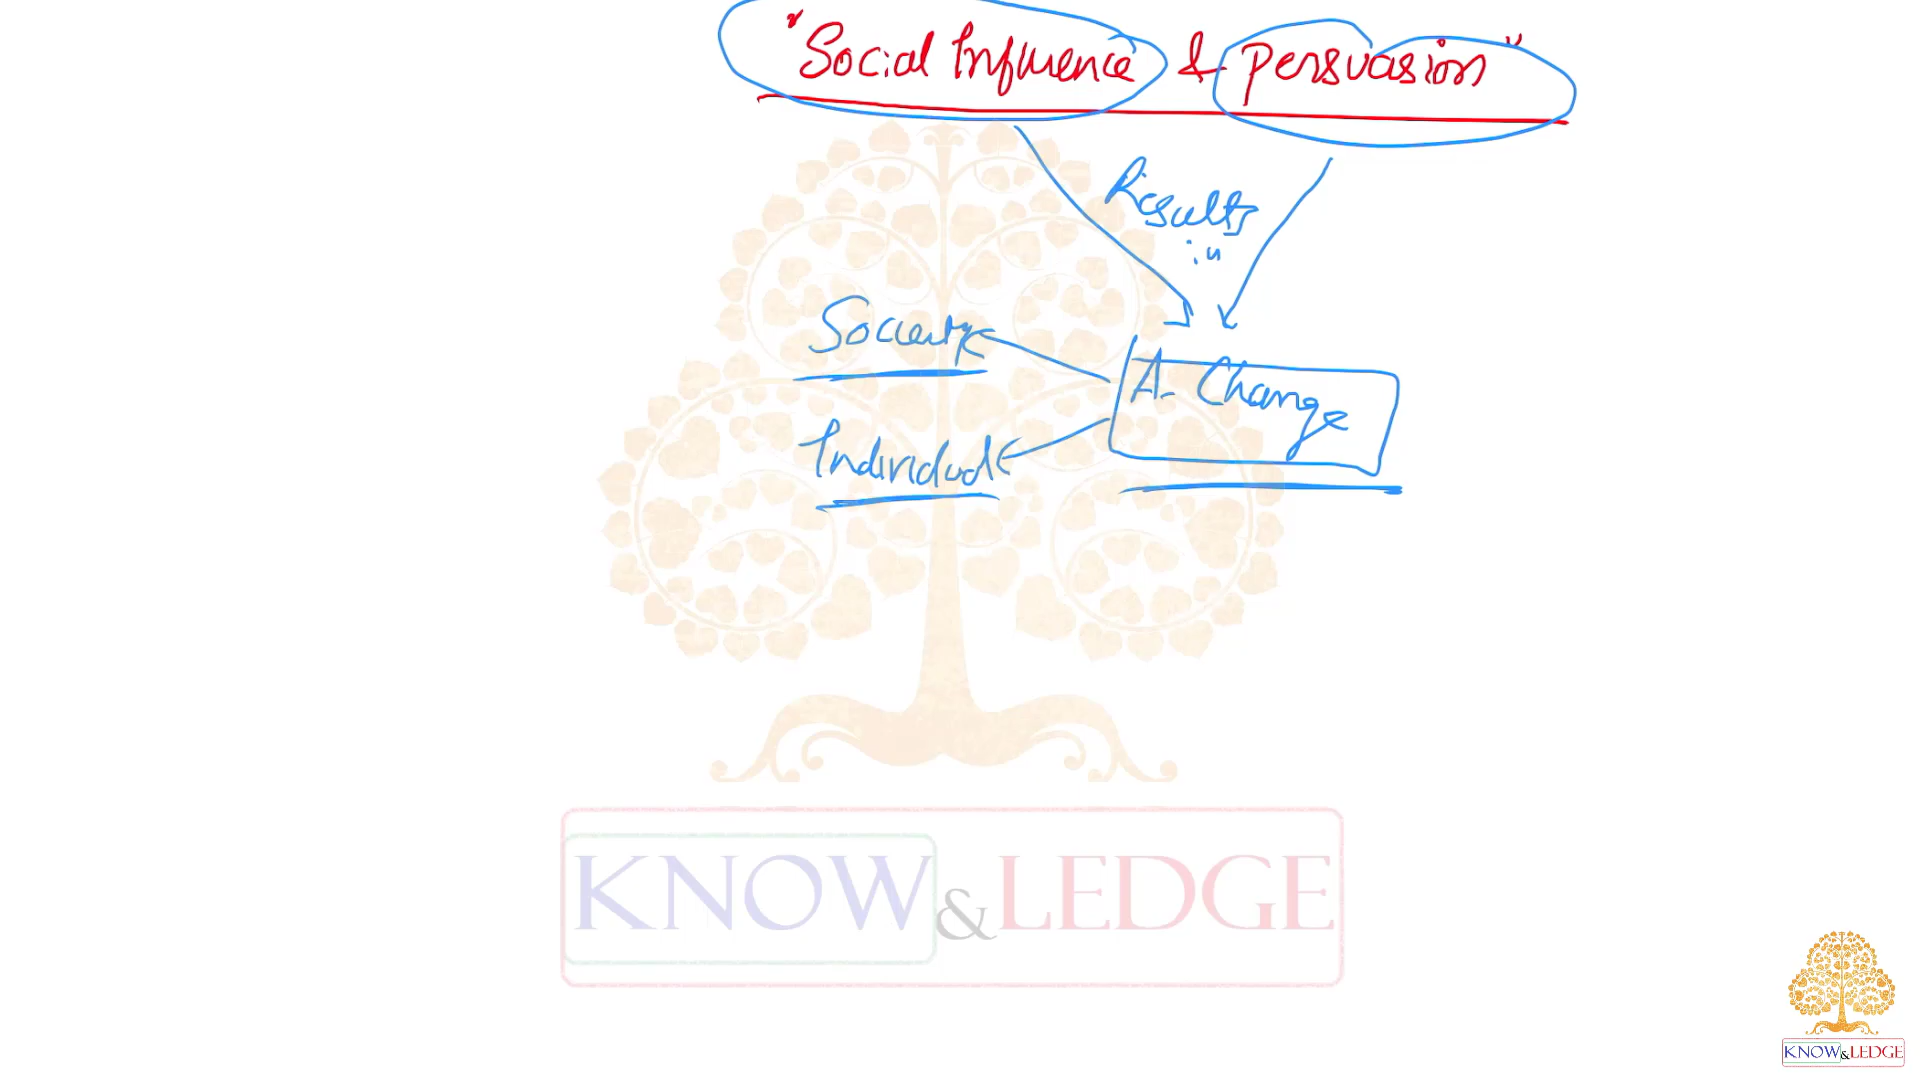 "Social Influence & Persuasion"
Results
in
Society
A Change
Individual
KNOW&LEDGE
KNOW&LEDGE